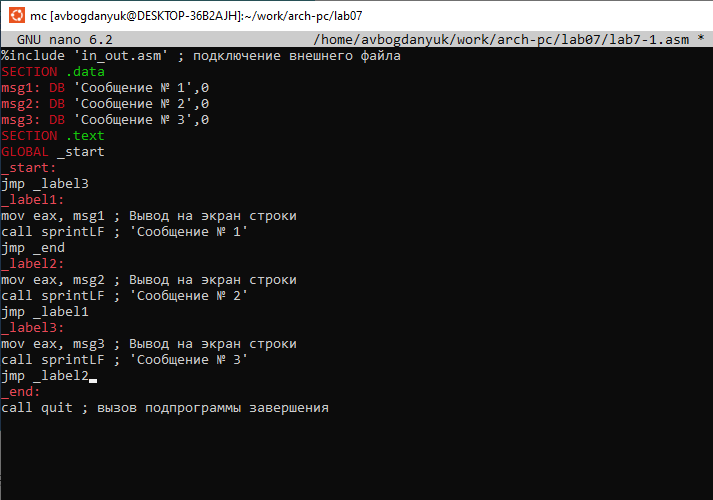 mc [avbogdanyuk@DESKTOP-36B2AJH]:~/work/arch-pc/lab07
GNU nano 6.2 /home/avbogdanyuk/work/arch-pc/lab07/lab7-1.asm *
%include 'in_out.asm' ; подключение внешнего файла
SECTION .data
msg1: DB 'Сообщение № 1',0
msg2: DB 'Сообщение № 2',0
msg3: DB 'Сообщение № 3',0
SECTION .text
GLOBAL _start
_start:
jmp _label3
_label1:
mov eax, msg1 ; Вывод на экран строки
call sprintLF ; 'Сообщение № 1'
jmp _end
_label2:
mov eax, msg2 ; Вывод на экран строки
call sprintLF ; 'Сообщение № 2'
jmp _label1
_label3:
mov eax, msg3 ; Вывод на экран строки
call sprintLF ; 'Сообщение № 3'
jmp _label2
_end:
call quit ; вызов подпрограммы завершения